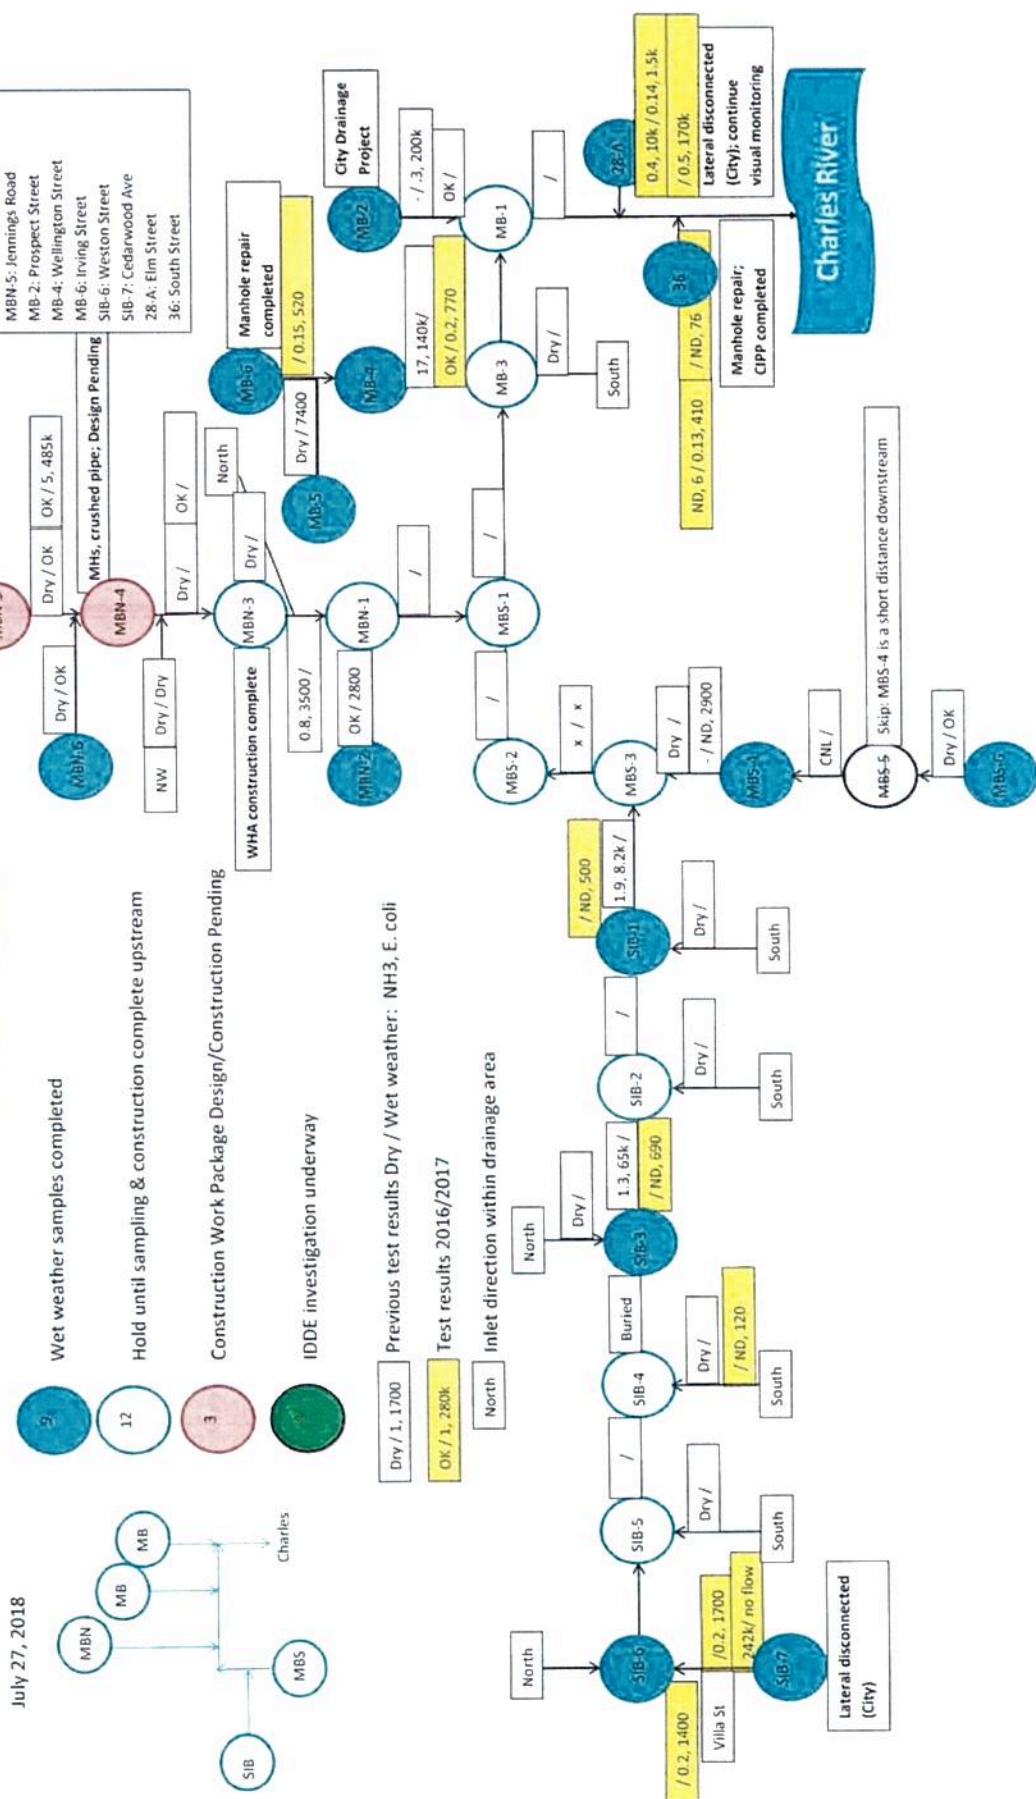 July 27, 2018
MBN
MB
MB
SIB
MBS
Charles
9
Wet weather samples completed
12
Hold until sampling & construction complete upstream
3
Construction Work Package Design/Construction Pending
IDDE investigation underway
Dry / 1, 1700
Previous test results Dry / Wet weather: NH3, E. coli
OK / 1, 280k
Test results 2016/2017
North
Inlet direction within drainage area
MBN-5: Jennings Road
MB-2: Prospect Street
MB-4: Wellington Street
MB-6: Irving Street
SIB-6: Weston Street
SIB-7: Cedarwood Ave
28-A: Elm Street
36: South Street
Dry / OK
OK / 5, 485k
MBN-6
Dry / OK
MBN-4
MHs, crushed pipe; Design Pending
NW
Dry / Dry
Dry /
OK /
WHA construction complete
MBN-3
Dry /
North
0.8, 3500 /
MBN-2
OK / 2800
MBN-1
/
MB-6
Manhole repair
completed
/ 0.15, 520
MB-5
Dry / 7400
MB-4
17, 140k/
OK / 0.2, 770
MB-2
City Drainage
Project
- / .3, 200k
OK /
MBS-2
/
MBS-1
/
MB-3
MB-1
Dry /
South
/
28-A
0.4, 10k / 0.14, 1.5k
/ 0.5, 170k
Lateral disconnected
(City); continue
visual monitoring
36
ND, 6 / 0.13, 410
/ ND, 76
Manhole repair;
CIPP completed
Charles River
x / x
MBS-3
Dry /
- / ND, 2900
MBS-4
CNL /
MBS-5
Skip: MBS-4 is a short distance downstream
Dry / OK
MBS-6
North
SIB-6
/ 0.2, 1400
Villa St
/0.2, 1700
242k/ no flow
SIB-7
Lateral disconnected
(City)
SIB-5
Dry /
South
/
SIB-4
Dry /
/ ND, 120
South
Buried
North
Dry /
SIB-3
1.3, 65k /
/ ND, 690
SIB-2
Dry /
South
/
SIB-1
Dry /
South
/ ND, 500
1.9, 8.2k /